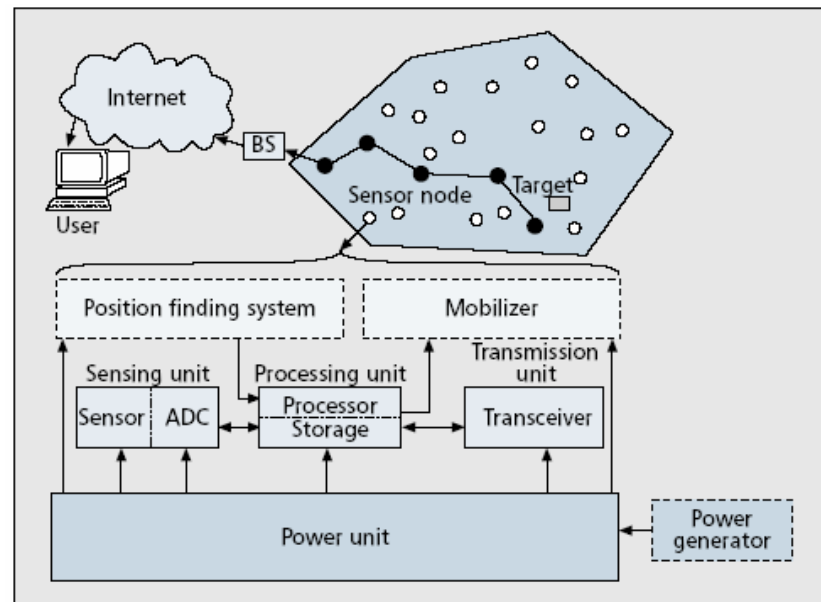 Internet
BS
User
Sensor node
Target
Position finding system
Mobilizer
Sensing unit
Processing unit
Transmission
unit
Sensor
ADC
Processor
Storage
Transceiver
Power unit
Power
generator